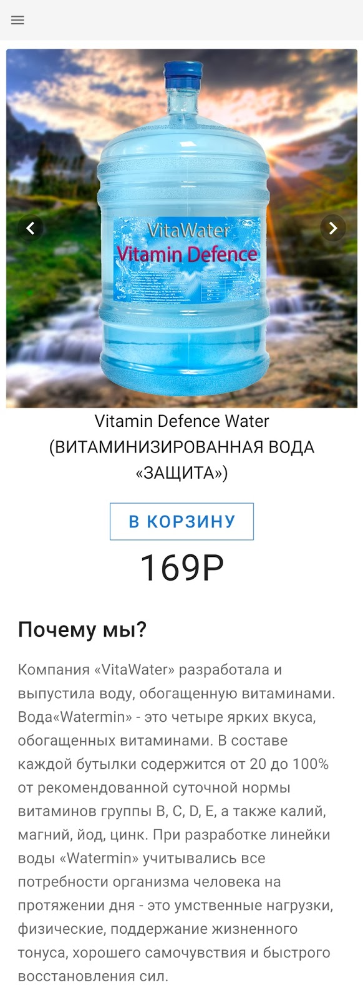 VitaWater
Vitamin Defence
Vitamin Defence Water
(ВИТАМИНИЗИРОВАННАЯ ВОДА
«ЗАЩИТА»)
В КОРЗИНУ
169Р
Почему мы?
Компания «VitaWater» разработала и
выпустила воду, обогащенную витаминами.
Вода«Watermin» - это четыре ярких вкуса,
обогащенных витаминами. В составе
каждой бутылки содержится от 20 до 100%
от рекомендованной суточной нормы
витаминов группы B, C, D, E, а также калий,
магний, йод, цинк. При разработке линейки
воды «Watermin» учитывались все
потребности организма человека на
протяжении дня - это умственные нагрузки,
физические, поддержание жизненного
тонуса, хорошего самочувствия и быстрого
восстановления сил.